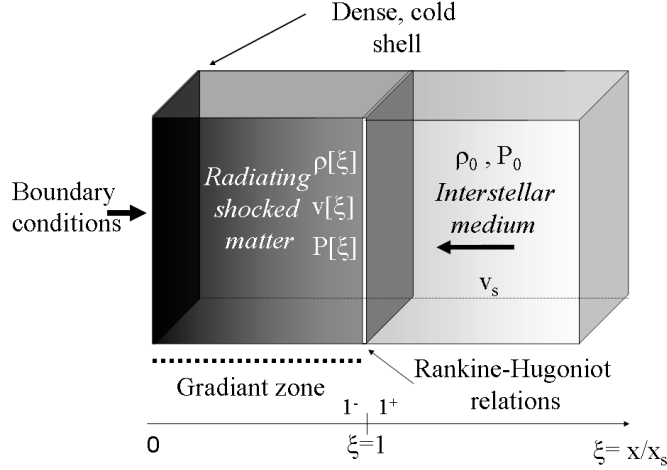 Dense, cold
shell
Boundary
conditions
Radiating
shocked
matter
ρ[ξ]
v[ξ]
P[ξ]
ρ₀ , P₀
Interstellar
medium
vₛ
Gradiant zone
Rankine-Hugoniot
relations
1⁻ 1⁺
0 ξ=1 ξ= x/xₛ